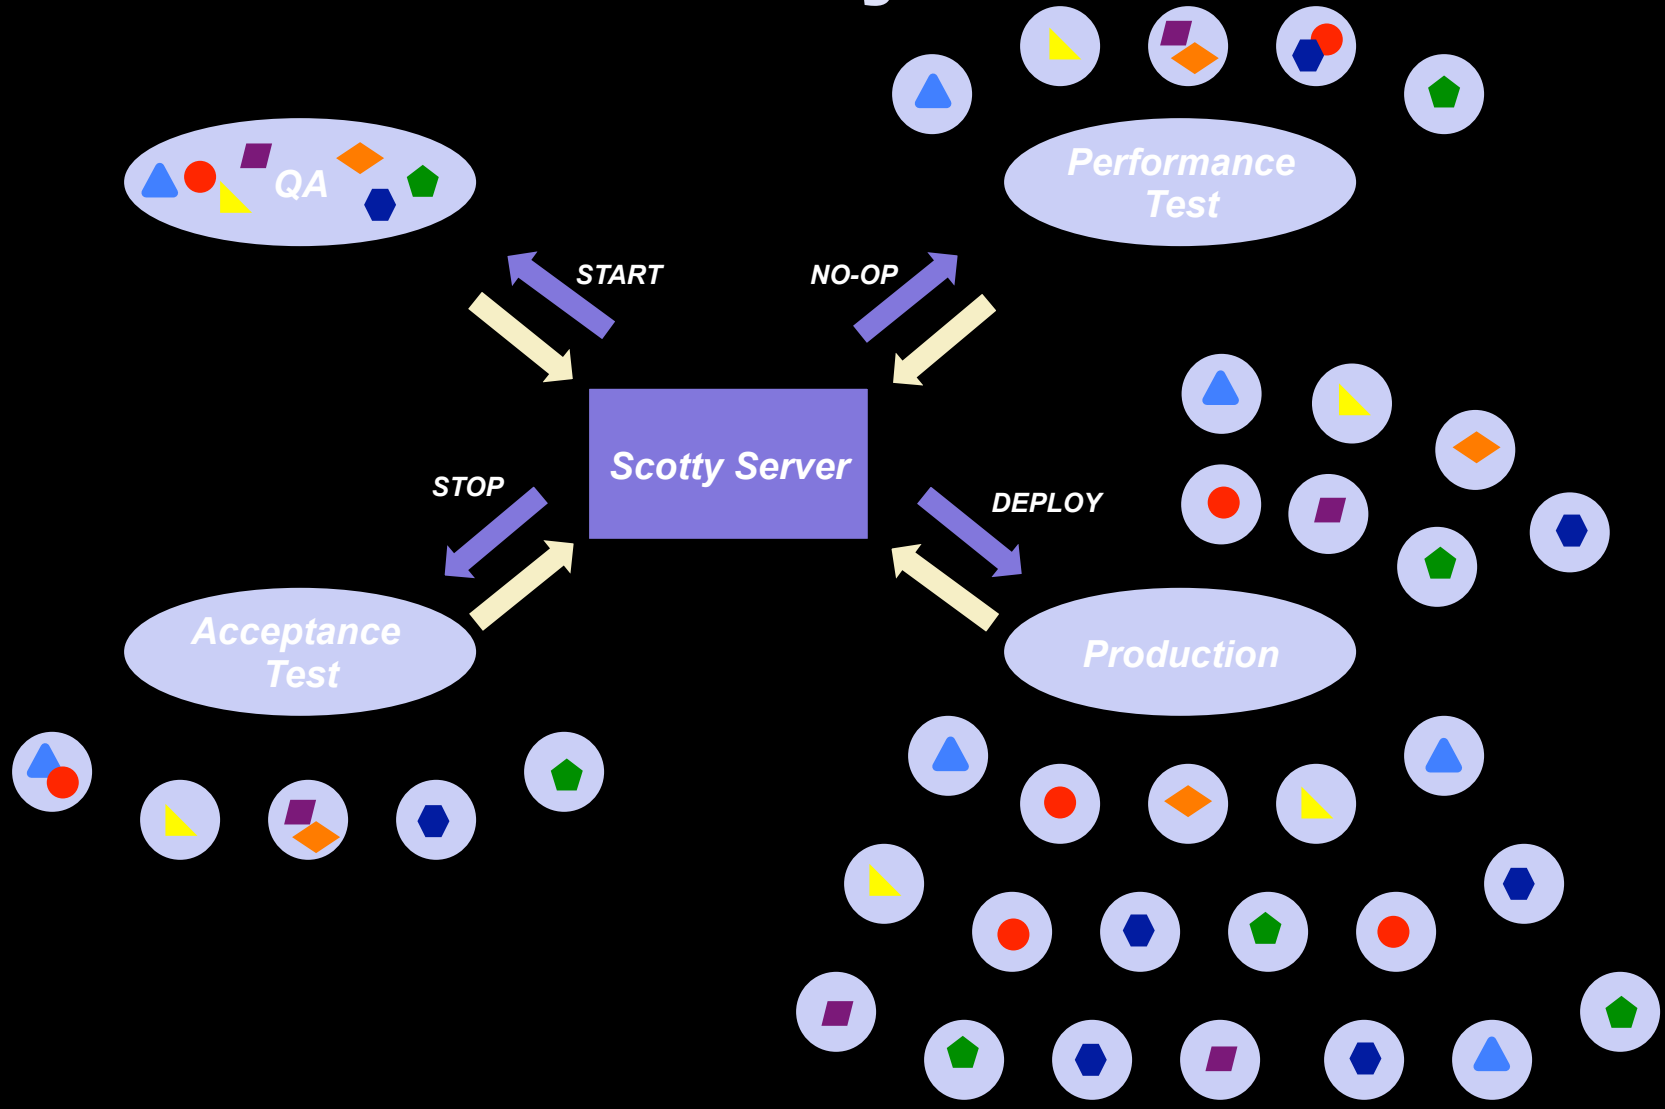 Performance
Test
QA
START
NO-OP
Scotty Server
STOP
DEPLOY
Acceptance
Test
Production